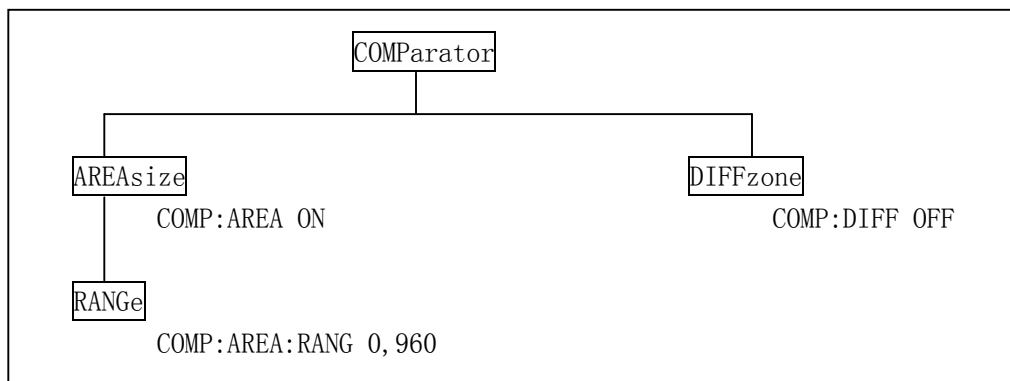 COMParator
AREAsize
DIFFzone
COMP:AREA ON
COMP:DIFF OFF
RANGe
COMP:AREA:RANG 0,960